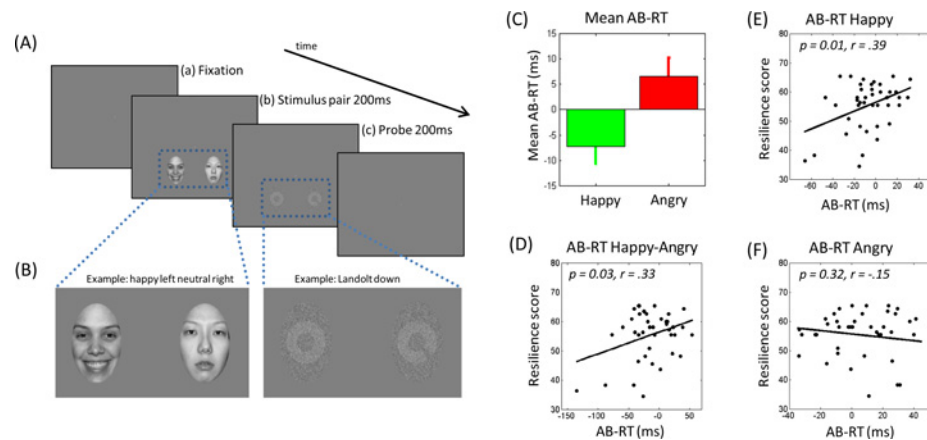 (A)
time
(a) Fixation
(b) Stimulus pair 200ms
(c) Probe 200ms
(B)
Example: happy left neutral right
Example: Landolt down
(C)
Mean AB-RT
Mean AB-RT (ms)
15
10
5
0
-5
-10
-15
Happy
Angry
(D)
AB-RT Happy-Angry
p = 0.03, r = .33
Resilience score
80
70
60
50
40
30
-150
-100
-50
-0
50
AB-RT (ms)
(E)
AB-RT Happy
p = 0.01, r = .39
Resilience score
80
70
60
50
40
30
-60
-40
-20
0
20
40
AB-RT (ms)
(F)
AB-RT Angry
p = 0.32, r = -.15
Resilience score
80
70
60
50
40
30
-40
-20
0
20
40
AB-RT (ms)